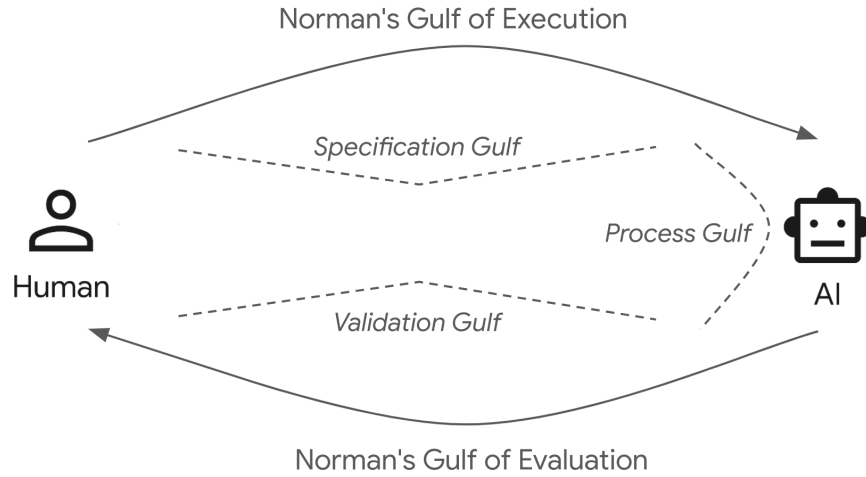 Norman's Gulf of Execution
Specification Gulf
Process Gulf
Human
AI
Validation Gulf
Norman's Gulf of Evaluation